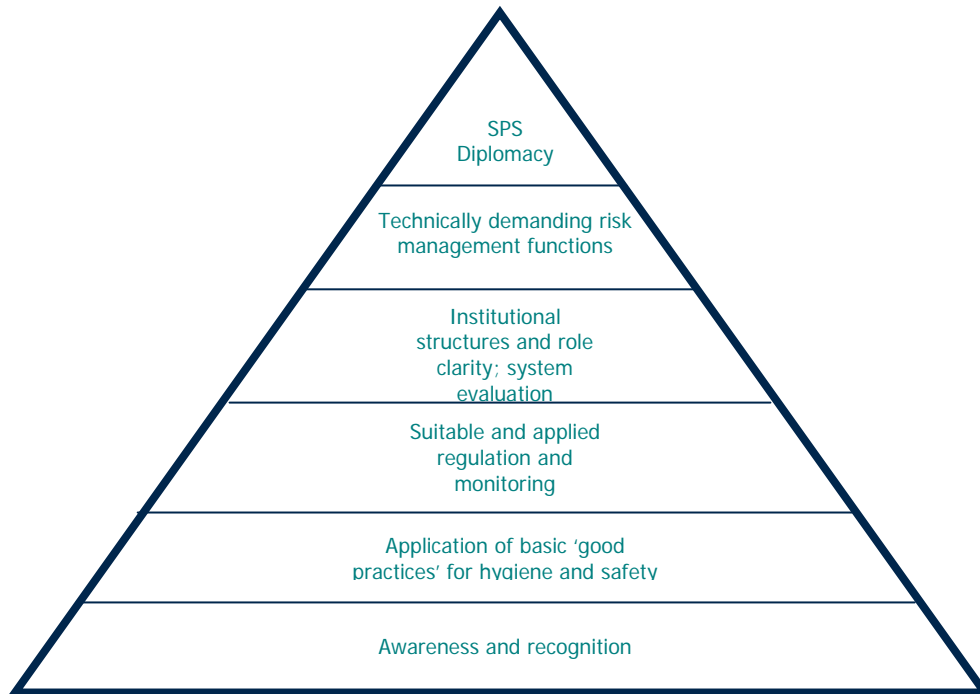 SPS
Diplomacy
Technically demanding risk
management functions
Institutional
structures and role
clarity; system
evaluation
Suitable and applied
regulation and
monitoring
Application of basic ‘good
practices’ for hygiene and safety
Awareness and recognition